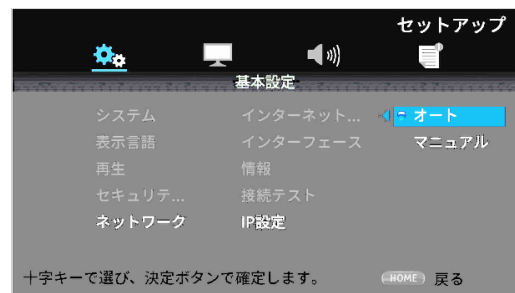 セットアップ
基本設定
システム
表示言語
再生
セキュリテ...
ネットワーク
インターネット...
インターフェース
情報
接続テスト
IP設定
オート
マニュアル
十字キーで選び、決定ボタンで確定します。
HOME 戻る